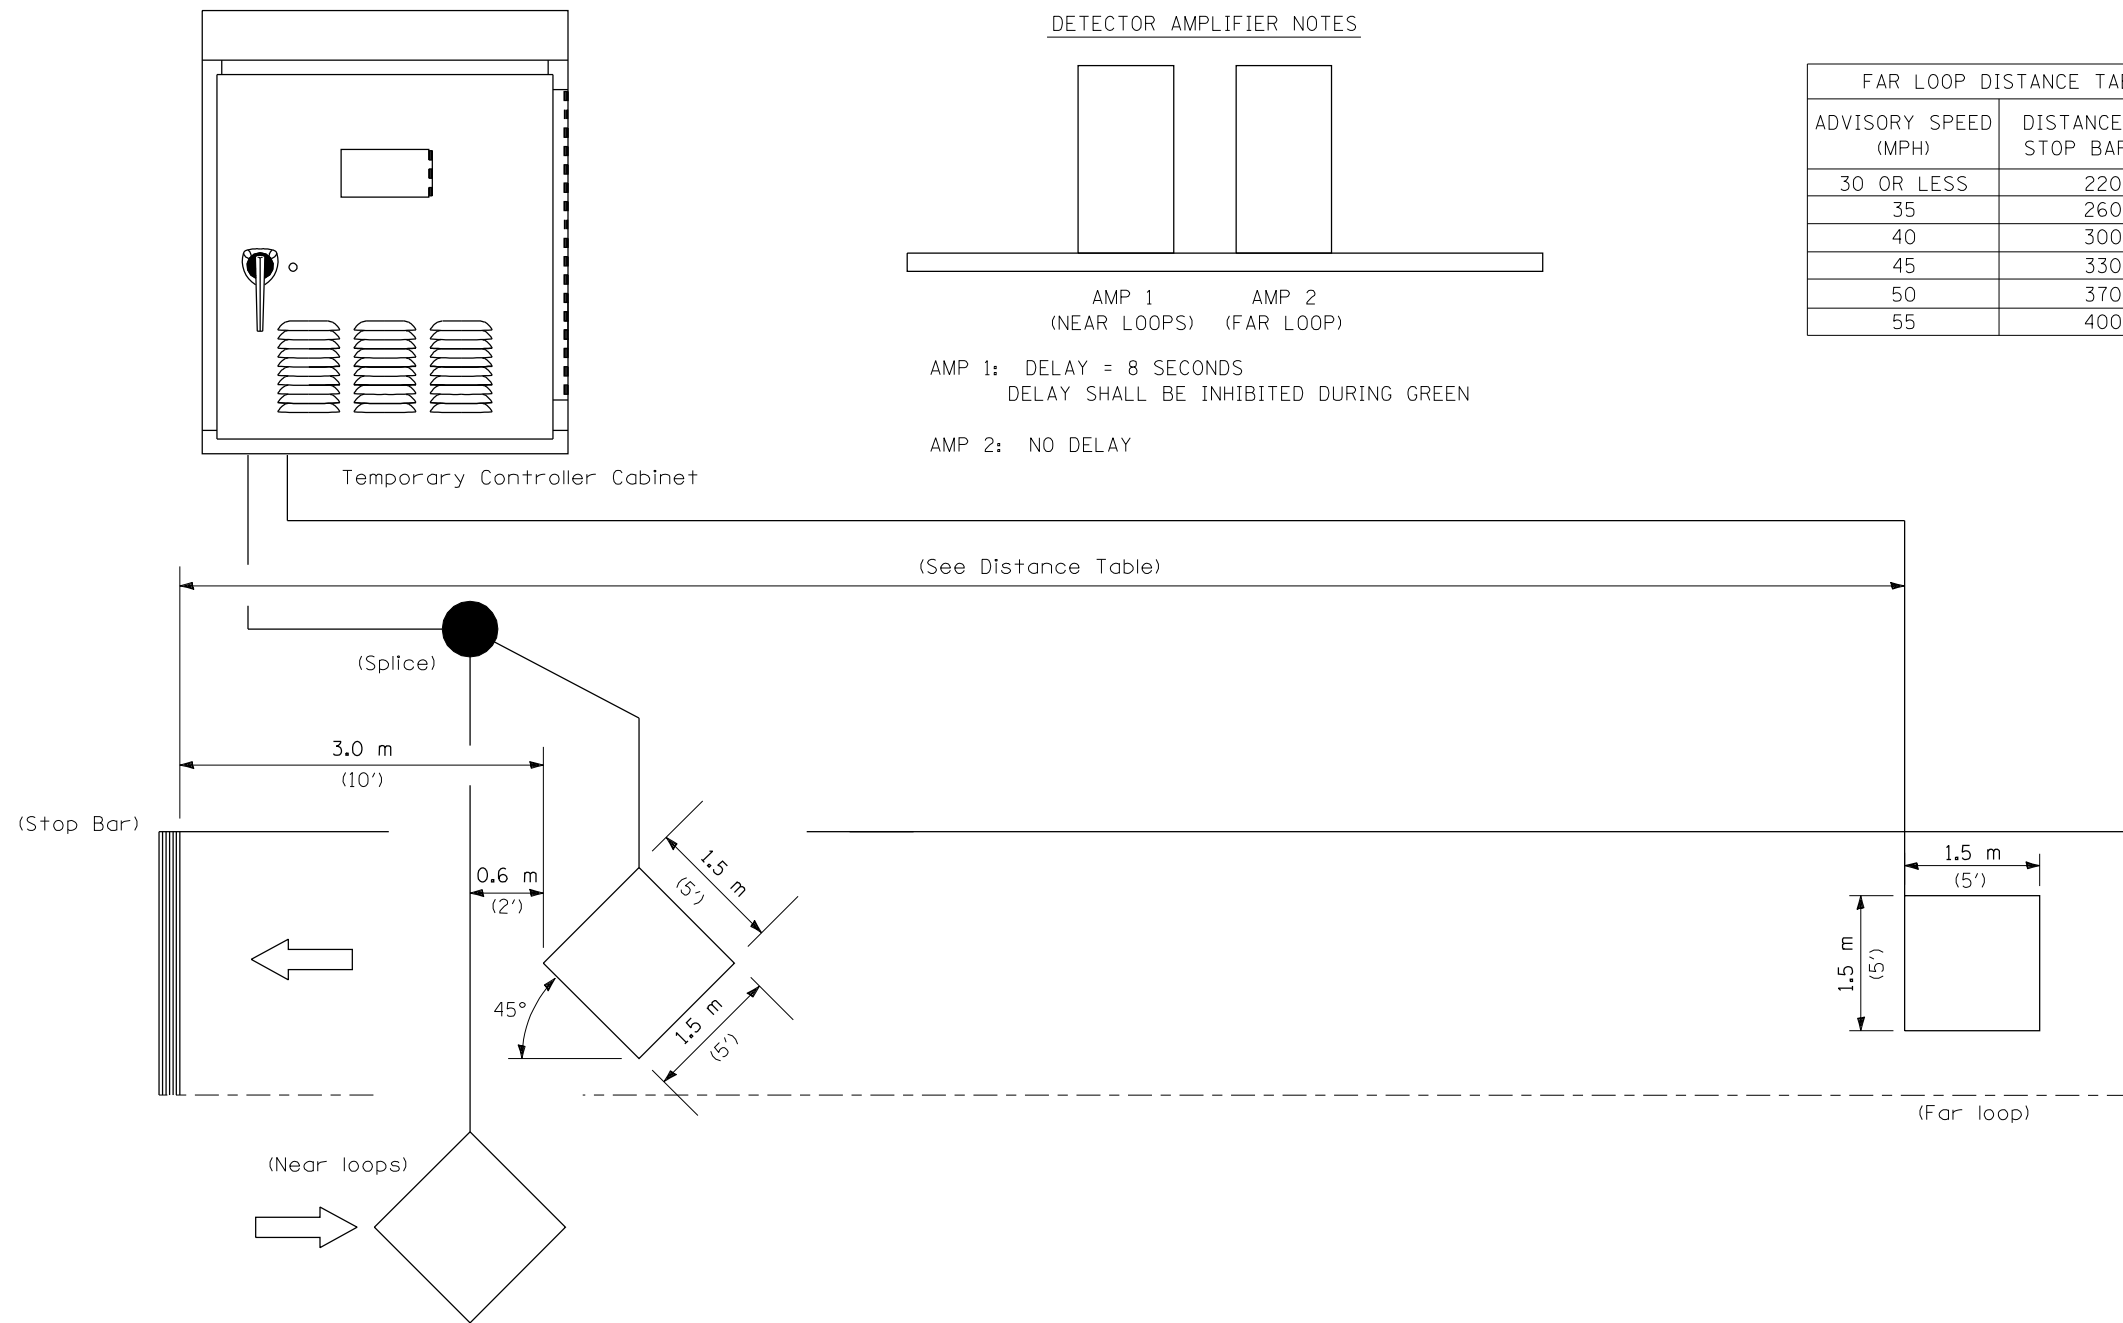 DETECTOR AMPLIFIER NOTES
AMP 1
(NEAR LOOPS)
AMP 2
(FAR LOOP)
AMP 1: DELAY = 8 SECONDS
DELAY SHALL BE INHIBITED DURING GREEN
AMP 2: NO DELAY
FAR LOOP DISTANCE TA
ADVISORY SPEED
(MPH)
DISTANCE
STOP BA
30 OR LESS 220
35 260
40 300
45 330
50 370
55 400
Temporary Controller Cabinet
(See Distance Table)
(Splice)
3.0 m
(10')
(Stop Bar)
0.6 m
(2')
1.5 m
(5')
45°
1.5 m
(5')
1.5 m
(5')
1.5 m
(5')
(Far loop)
(Near loops)